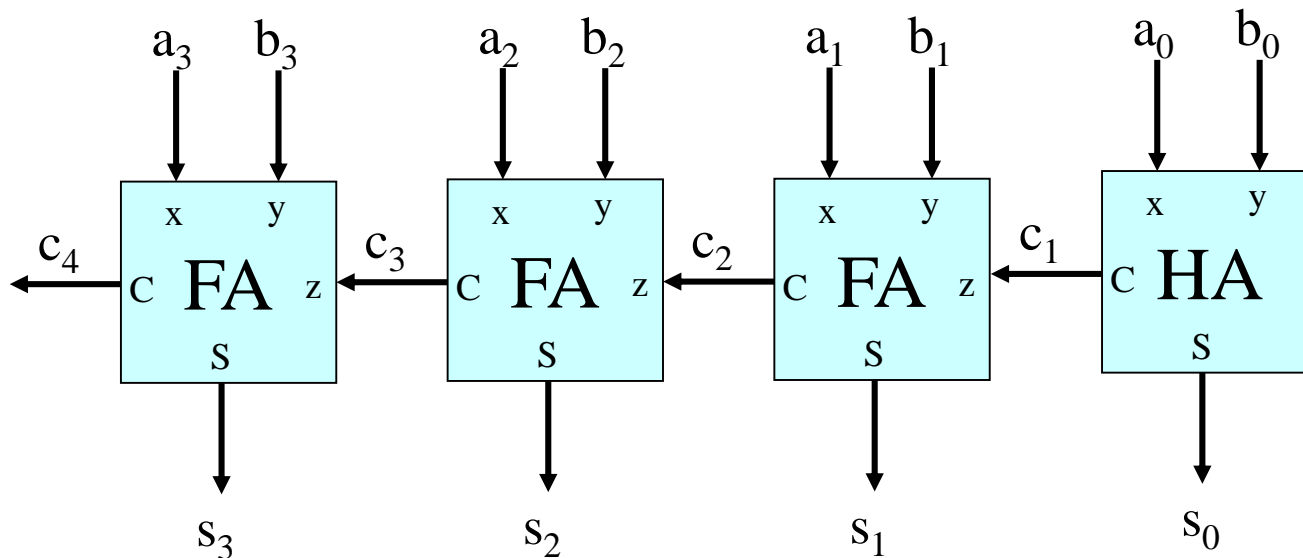 a₃ b₃ a₂ b₂ a₁ b₁ a₀ b₀
x y x y x y x y
c₄ c₃ c₂ c₁
C FA z C FA z C FA z C HA
S S S S
s₃ s₂ s₁ s₀